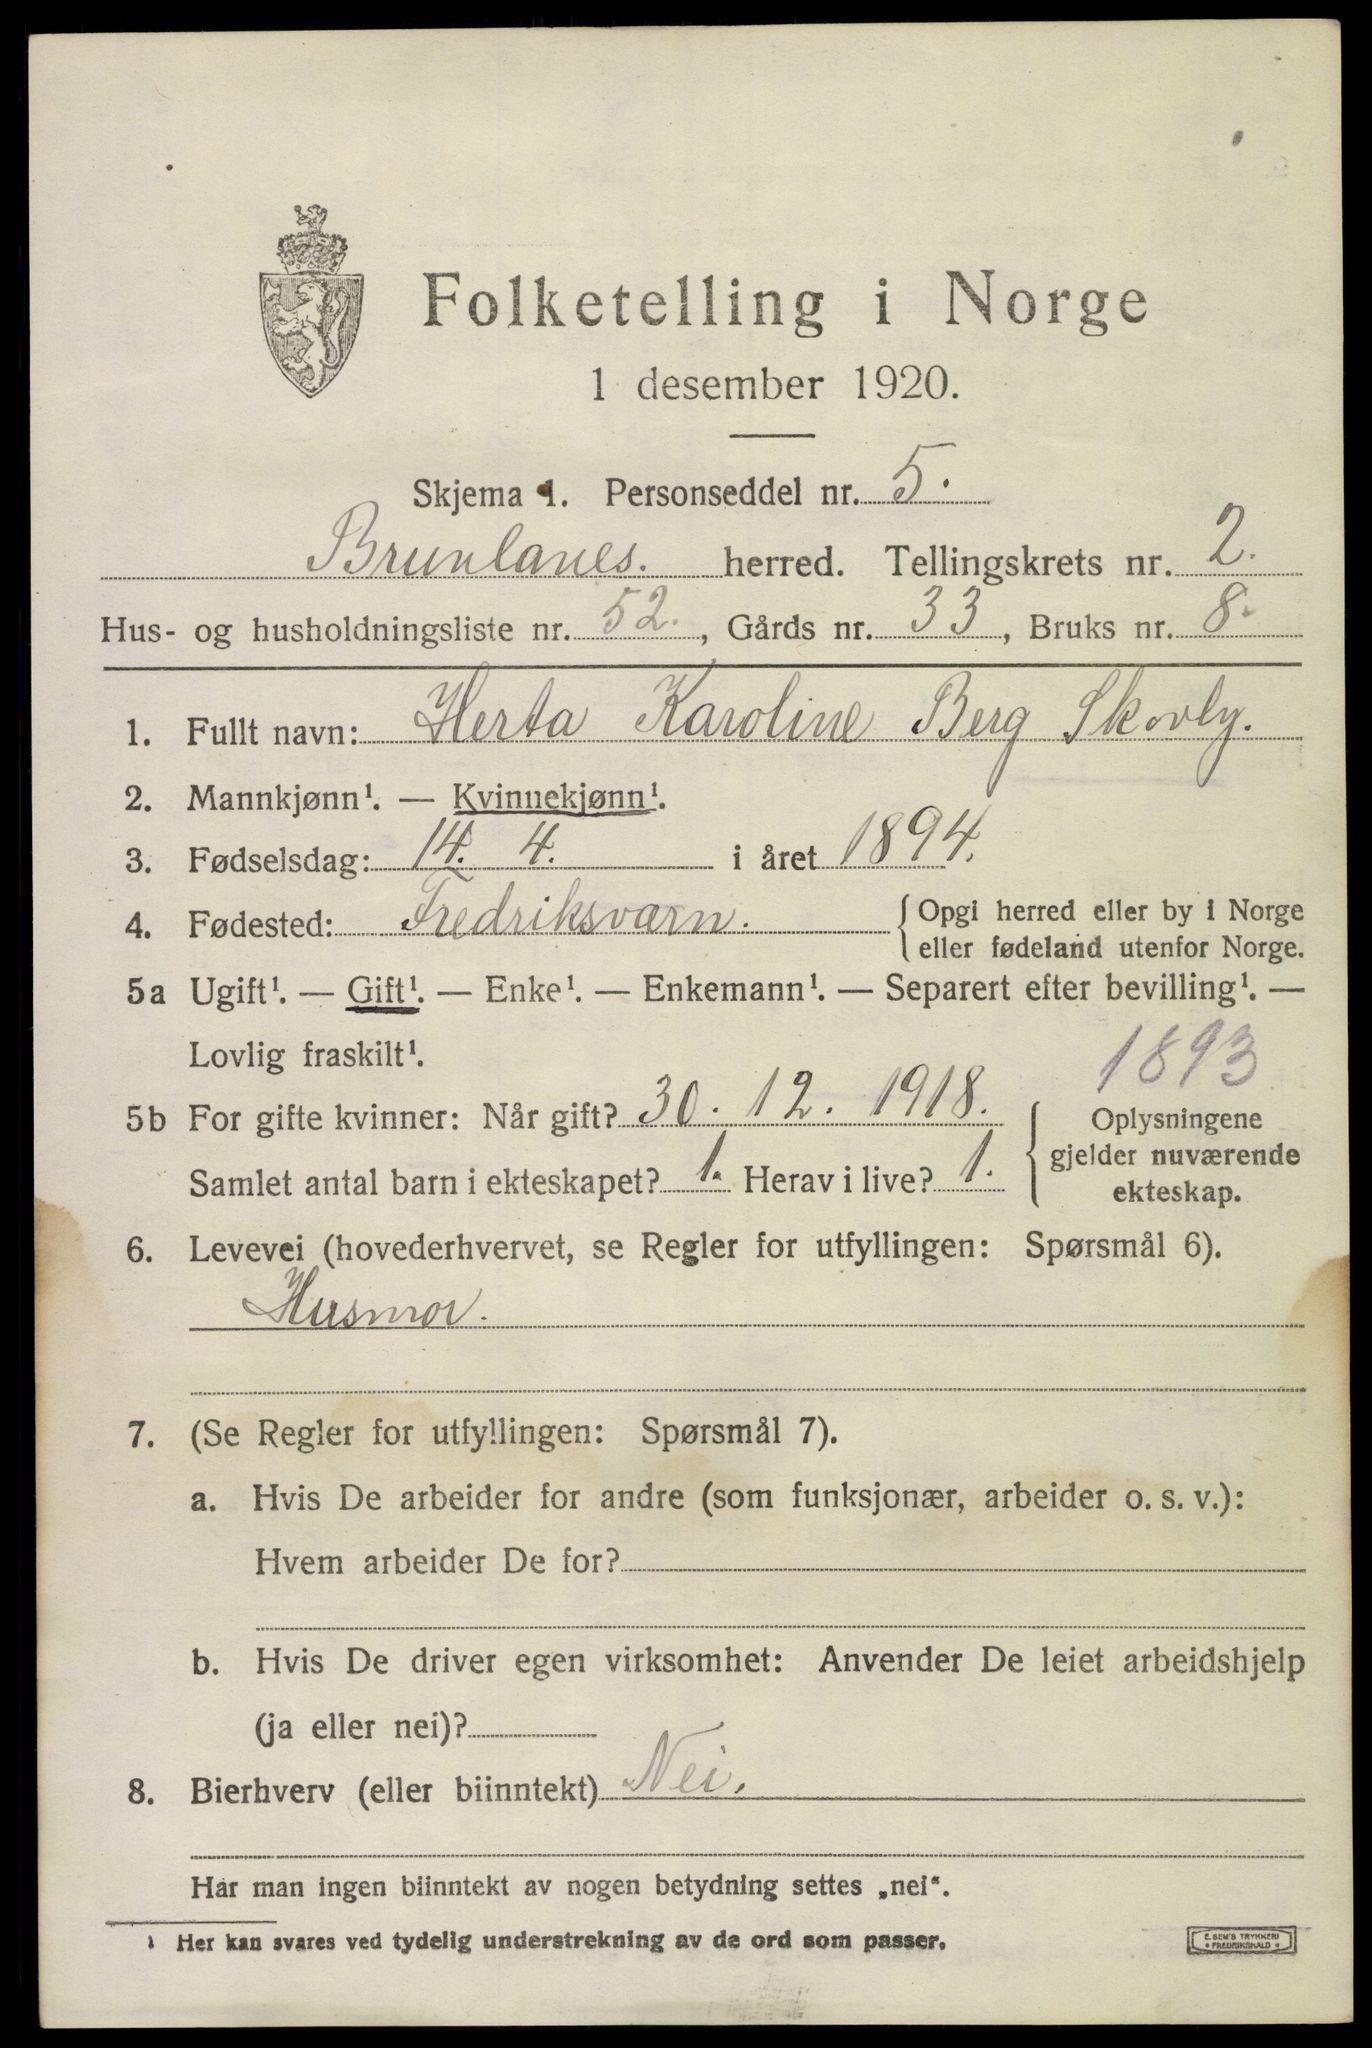 Folketelling i Norge
1 desember 1920.
Skjema 1. Personseddel nr. 5.
Brunlanes. herred. Tellingskrets nr. 2.
Hus- og husholdningsliste nr. 52., Gårds nr. 33, Bruks nr. 8.
1. Fullt navn: Herta Karoline Berg Skovly.
2. Mannkjønn¹. — Kvinnekjønn¹.
3. Fødselsdag: 14. 4. i året 1894.
4. Fødested: Fredriksværn. { Opgi herred eller by i Norge
eller fødeland utenfor Norge.
5a Ugift¹. — Gift¹. — Enke¹. — Enkemann¹. — Separert efter bevilling¹. —
Lovlig fraskilt¹.
1893
5b For gifte kvinner: Når gift? 30. 12. 1918.
Samlet antal barn i ekteskapet? 1. Herav i live? 1.
{ Oplysningene
gjelder nuværende
ekteskap.
6. Levevei (hovederhvervet, se Regler for utfyllingen: Spørsmål 6).
Husmor.
7. (Se Regler for utfyllingen: Spørsmål 7).
a. Hvis De arbeider for andre (som funksjonær, arbeider o. s. v.):
Hvem arbeider De for?
b. Hvis De driver egen virksomhet: Anvender De leiet arbeidshjelp
(ja eller nei)?
8. Bierhverv (eller biinntekt) Nei.
Har man ingen biinntekt av nogen betydning settes „nei“.
¹ Her kan svares ved tydelig understrekning av de ord som passer.
E. SEM'S TRYKKERI
• FREDRIKSHALD •